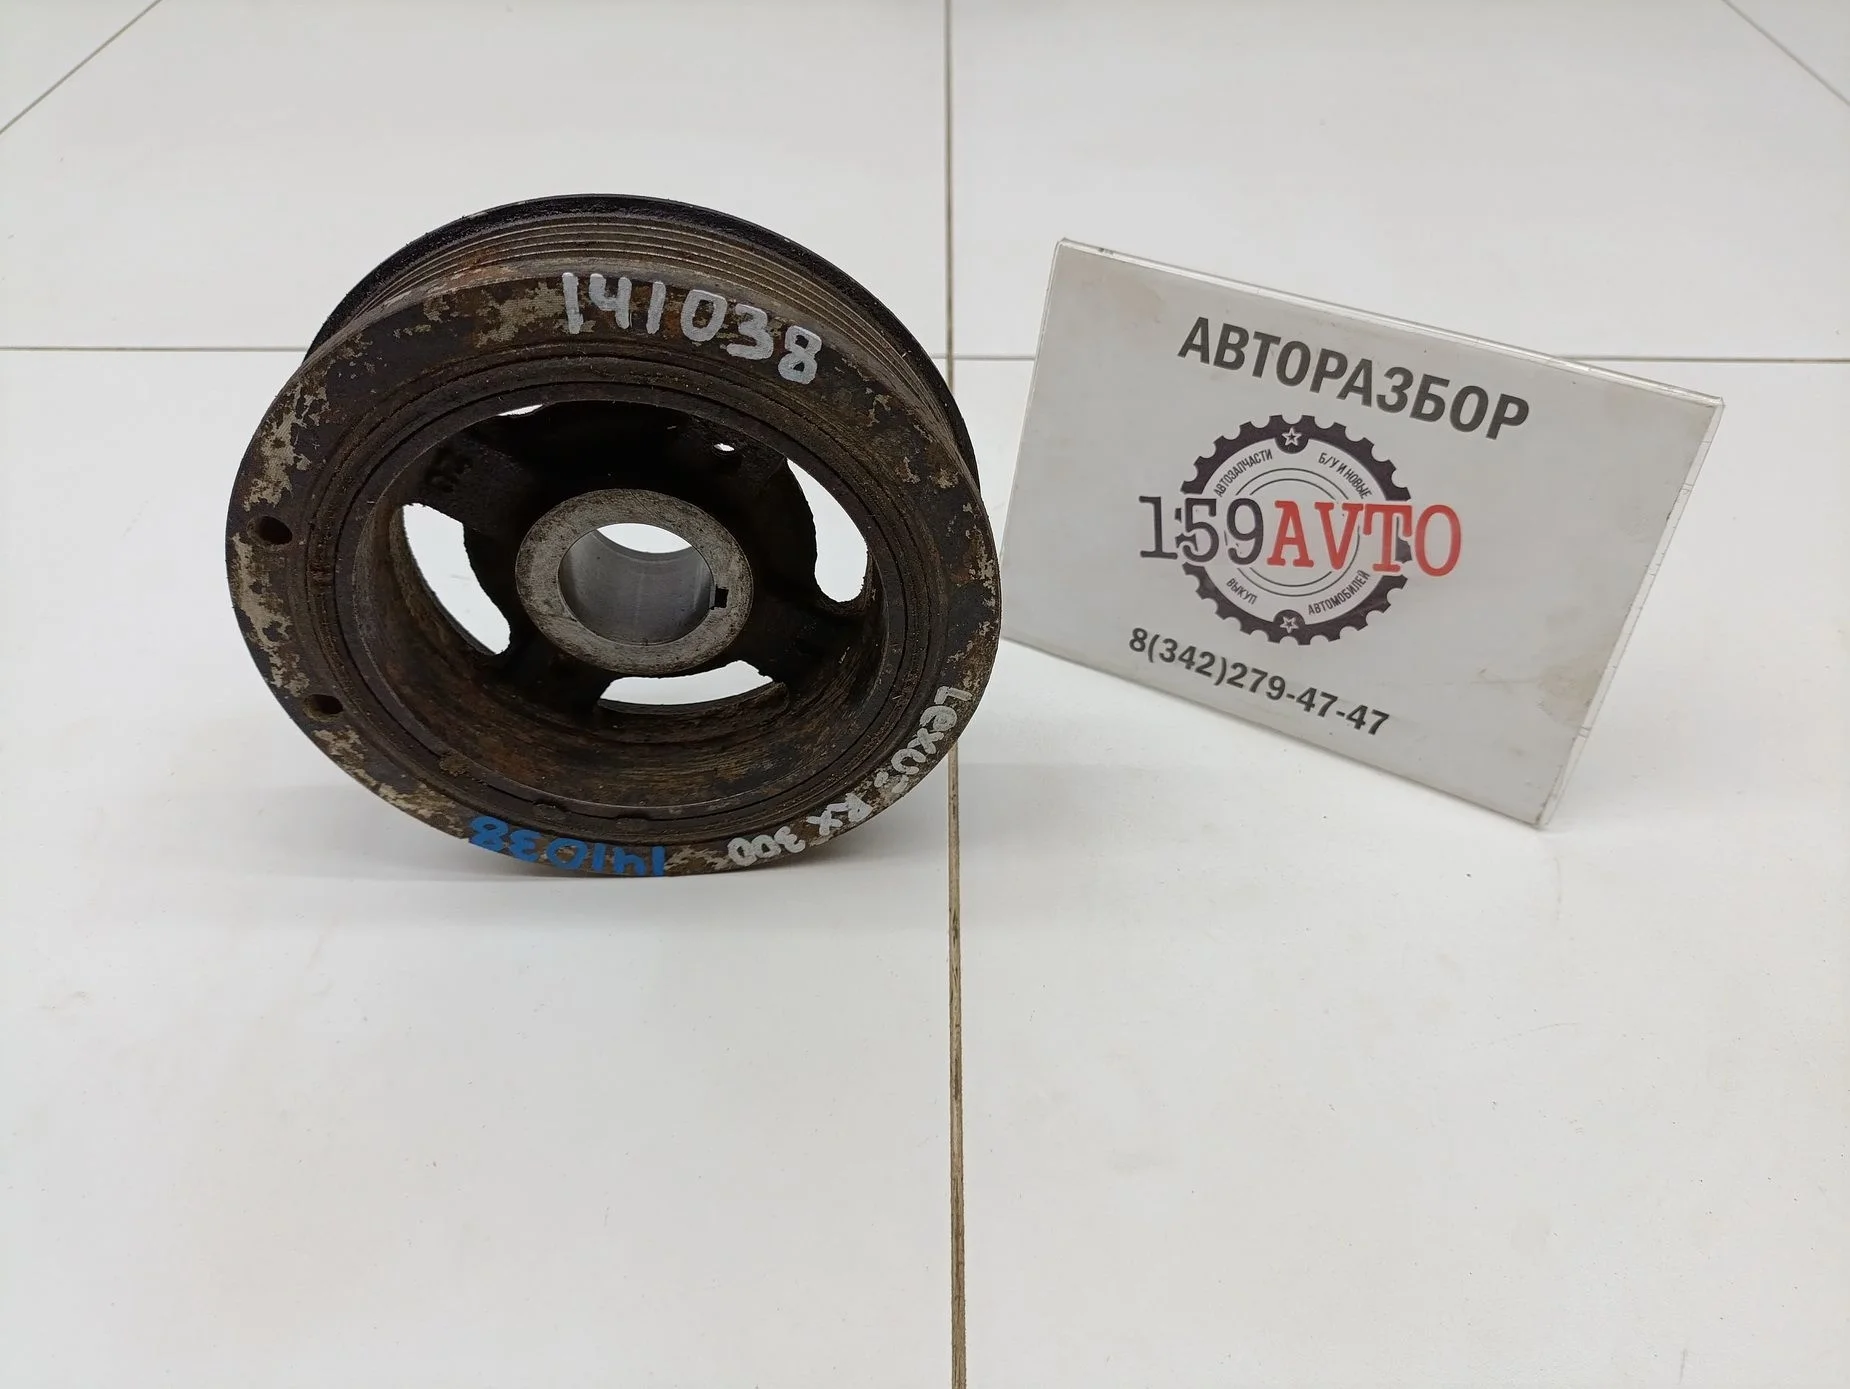 141038
Lexus Rx 300
141038
АВТОРАЗБОР
АВТОЗАПЧАСТИ
Б/У И НОВЫЕ
159AVTO
ВЫКУП
АВТОМОБИЛЕЙ
8(342)279-47-47